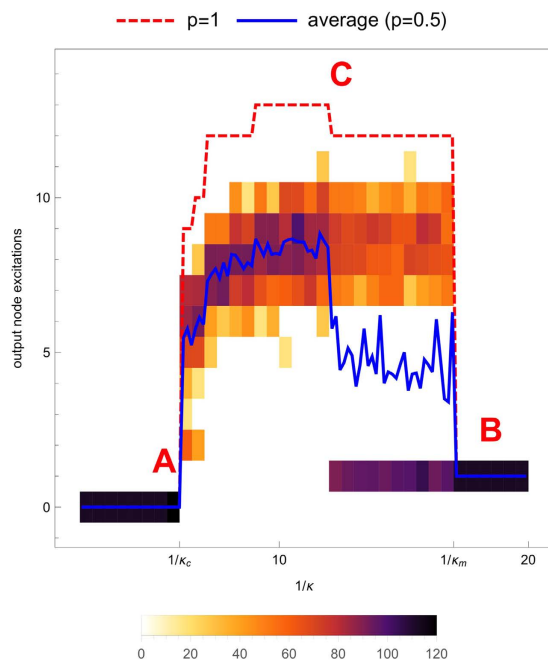 p=1 average (p=0.5)
C
10
output node excitations
5
B
A
0
1/κc 10 1/κm 20
1/κ
0 20 40 60 80 100 120